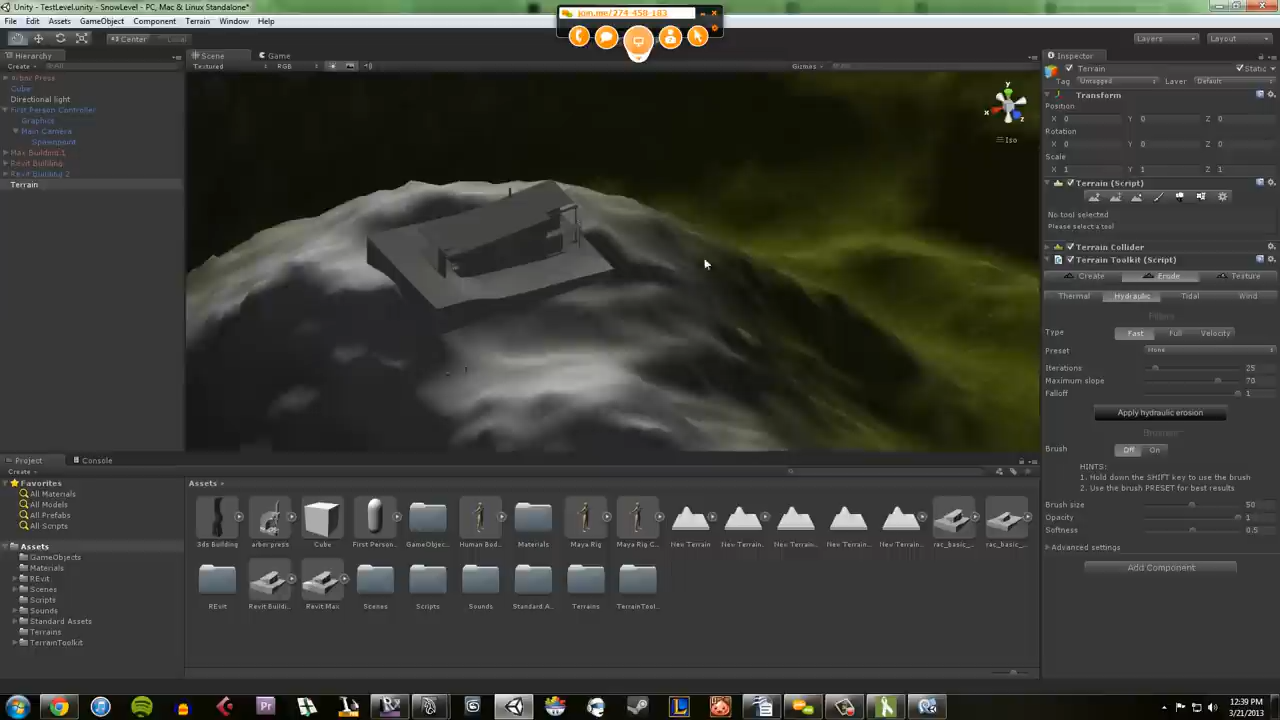 Unity - TestLevel.unity - SnowLevel - PC, Mac & Linux Standalone*
join.me/274-458-183
File Edit Assets GameObject Component Terrain Window Help
Center Local
Layers Layout
Hierarchy
Create
Scene Game
Textured RGB
Gizmos
Arbor Press
Cube
Directional light
First Person Controller
Graphics
Main Camera
Spawnpoint
Max Building 1
Revit Building
Revit Building 2
Terrain
y
x
z
Iso
Inspector
Terrain Static
Tag Untagged Layer Default
Transform
Position
X 0 Y 0 Z 0
Rotation
X 0 Y 0 Z 0
Scale
X 1 Y 1 Z 1
Terrain (Script)
No tool selected
Please select a tool
Terrain Collider
Terrain Toolkit (Script)
Create Erode Texture
Thermal Hydraulic Tidal Wind
Type Fast Full Velocity
Preset None
Iterations 25
Maximum slope 70
Falloff 1
Apply hydraulic erosion
Brush Off On
HINTS:
1. Hold down the SHIFT key to use the brush
2. Use the brush PRESET for best results
Brush size 50
Opacity 1
Softness 0.5
Advanced settings
Add Component
Project Console
Create
Favorites
All Materials
All Models
All Prefabs
All Scripts
Assets
GameObjects
Materials
REvit
Scenes
Scripts
Sounds
Standard Assets
Terrains
TerrainToolkit
Assets
3ds Building arborpress Cube First Person... GameObjec... Human Bod... Materials Maya Rig Maya Rig C... New Terrain New Terrain.. New Terrain... New Terrain... New Terrain... rac_basic_... rac_basic_...
REvit Revit Buildi... Revit Max Scenes Scripts Sounds Standard A... Terrains TerrainTool...
12:39 PM
3/21/2013